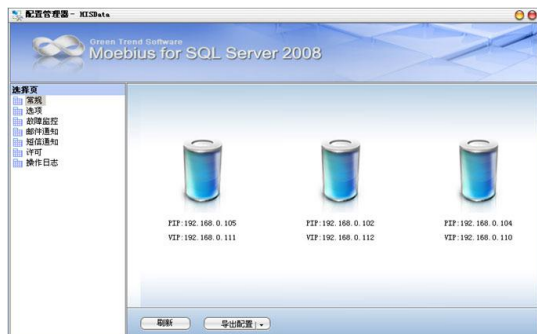 配置管理器- HISData
Green Trend Software
Moebius for SQL Server 2008
选择页
常规
选项
故障监控
邮件通知
短信通知
许可
操作日志
PIP:192.168.0.105
VIP:192.168.0.111
PIP:192.168.0.102
VIP:192.168.0.112
PIP:192.168.0.104
VIP:192.168.0.110
刷新
导出配置